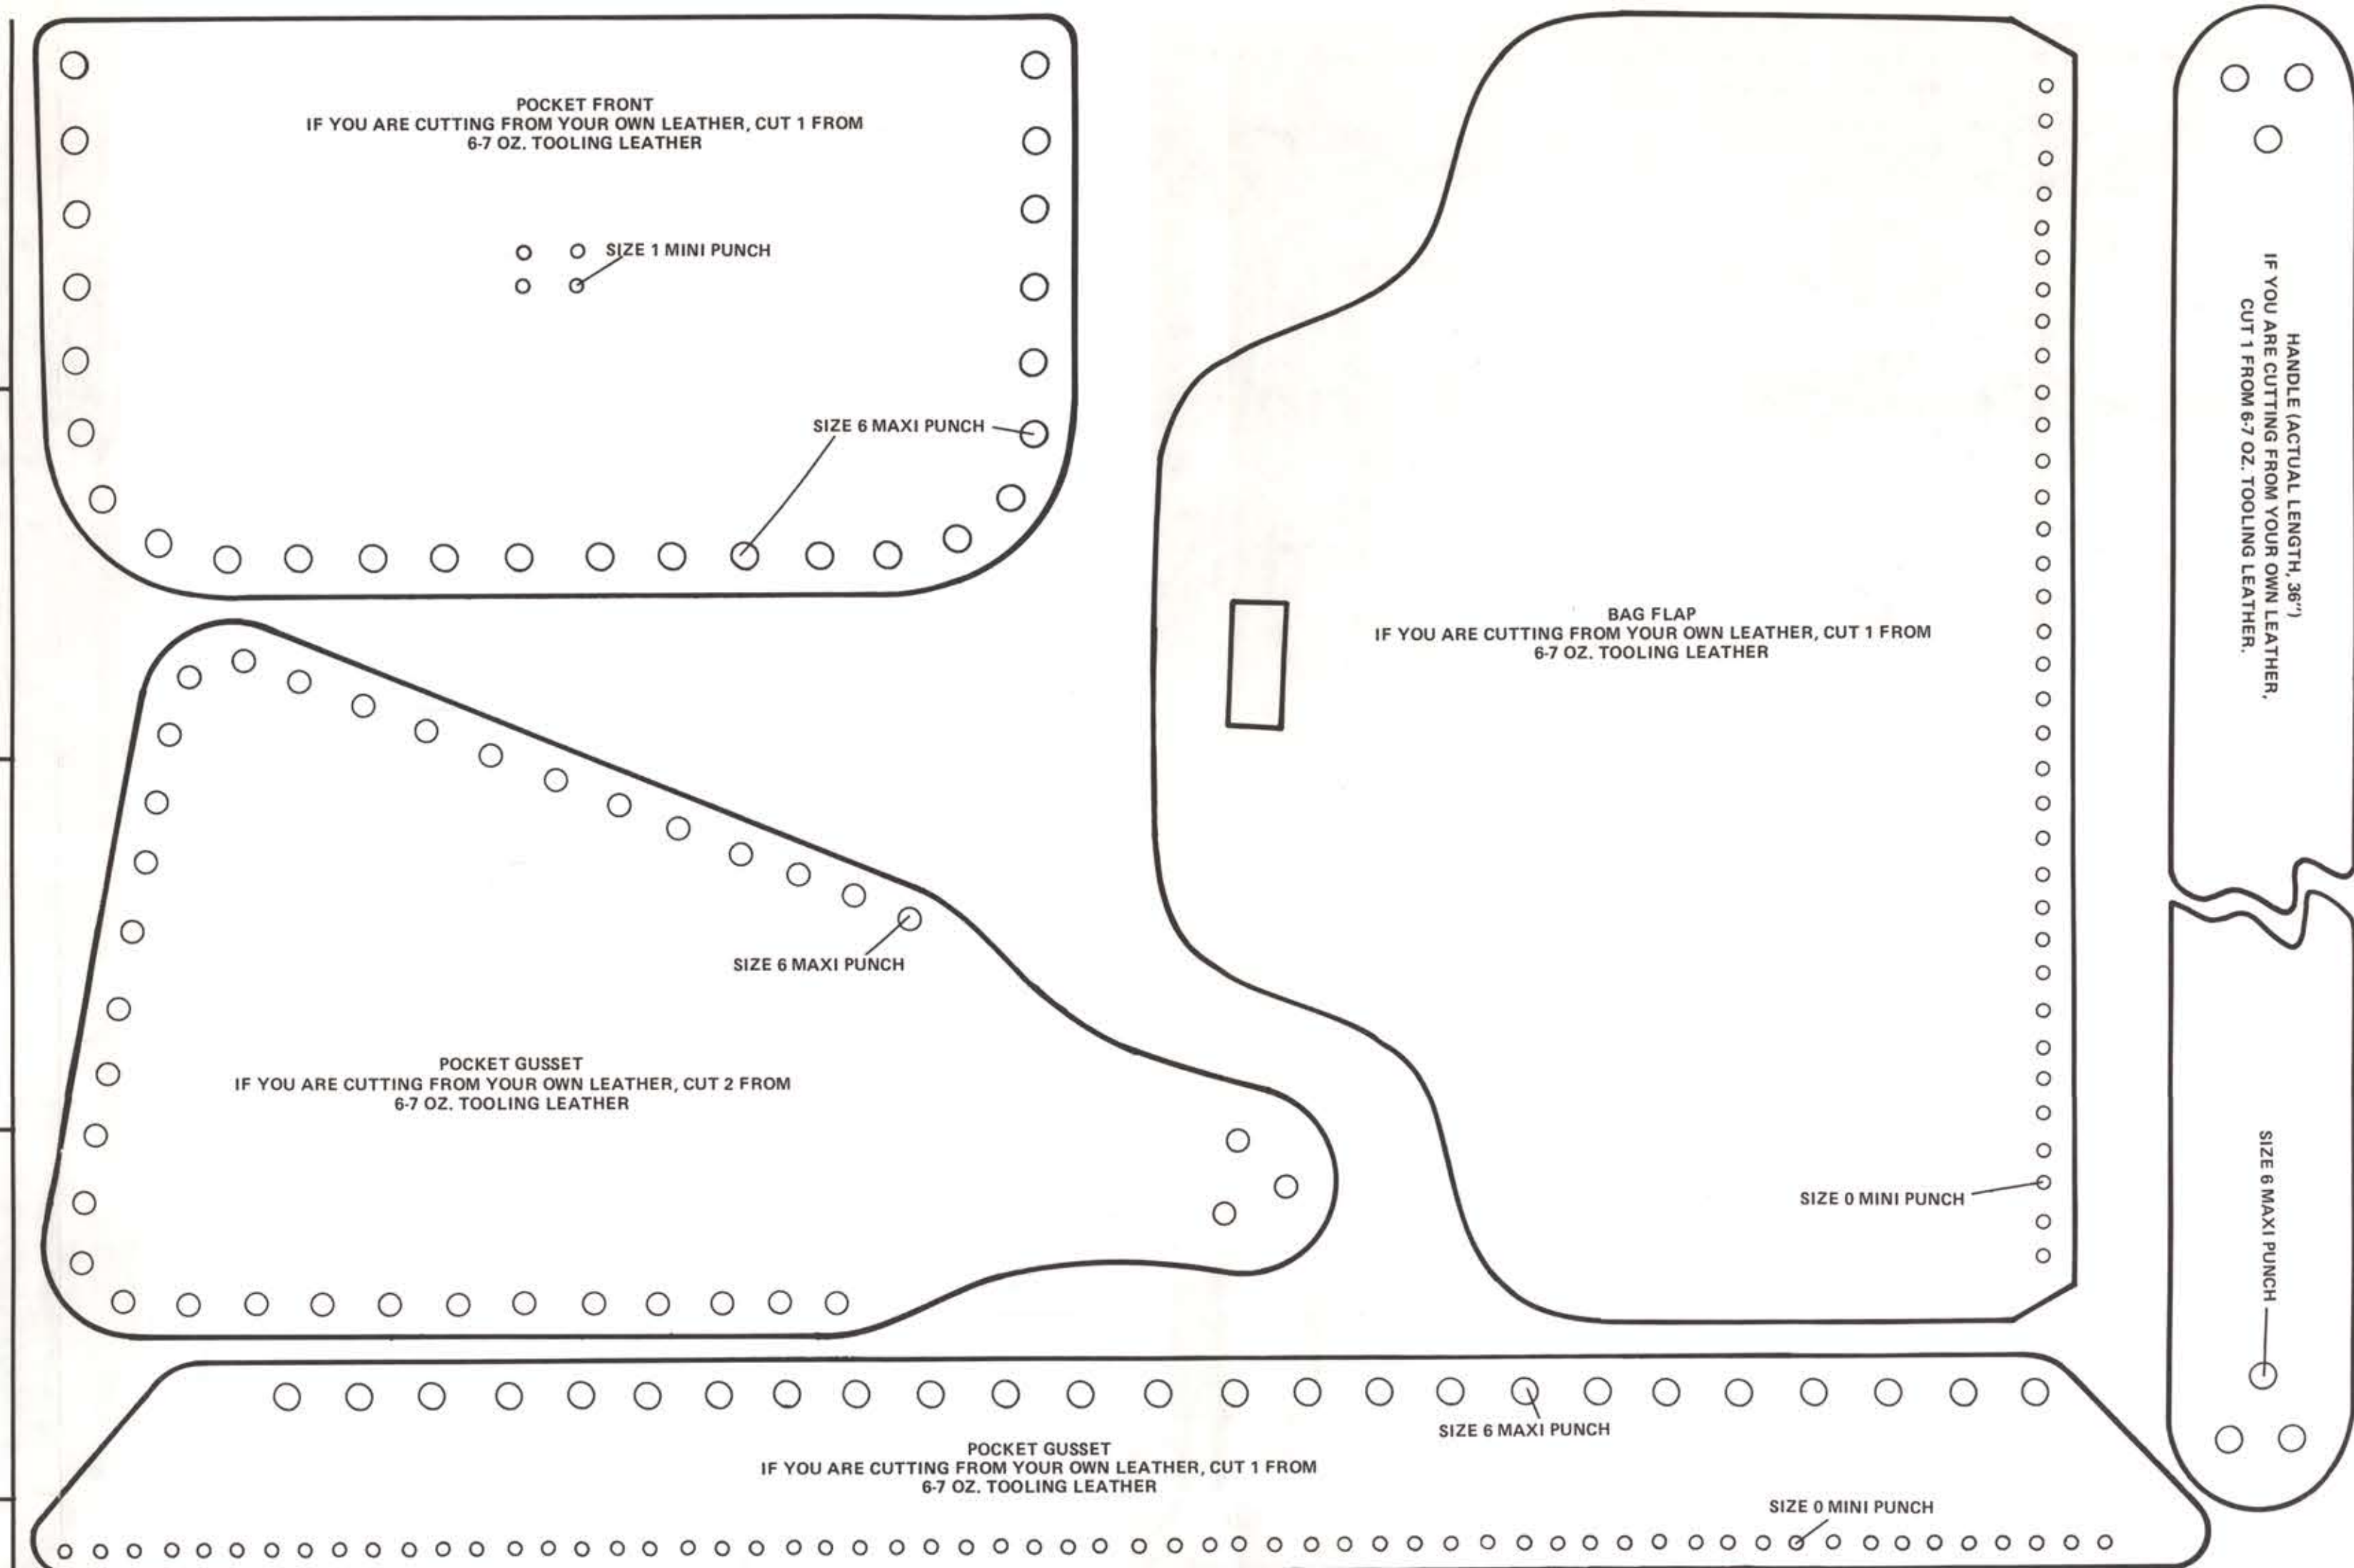 POCKET FRONT
IF YOU ARE CUTTING FROM YOUR OWN LEATHER, CUT 1 FROM
6-7 OZ. TOOLING LEATHER
SIZE 1 MINI PUNCH
SIZE 6 MAXI PUNCH
BAG FLAP
IF YOU ARE CUTTING FROM YOUR OWN LEATHER, CUT 1 FROM
6-7 OZ. TOOLING LEATHER
SIZE 0 MINI PUNCH
HANDLE (ACTUAL LENGTH, 36")
IF YOU ARE CUTTING FROM YOUR OWN LEATHER,
CUT 1 FROM 6-7 OZ. TOOLING LEATHER.
SIZE 6 MAXI PUNCH
SIZE 6 MAXI PUNCH
POCKET GUSSET
IF YOU ARE CUTTING FROM YOUR OWN LEATHER, CUT 2 FROM
6-7 OZ. TOOLING LEATHER
SIZE 6 MAXI PUNCH
POCKET GUSSET
IF YOU ARE CUTTING FROM YOUR OWN LEATHER, CUT 1 FROM
6-7 OZ. TOOLING LEATHER
SIZE 0 MINI PUNCH